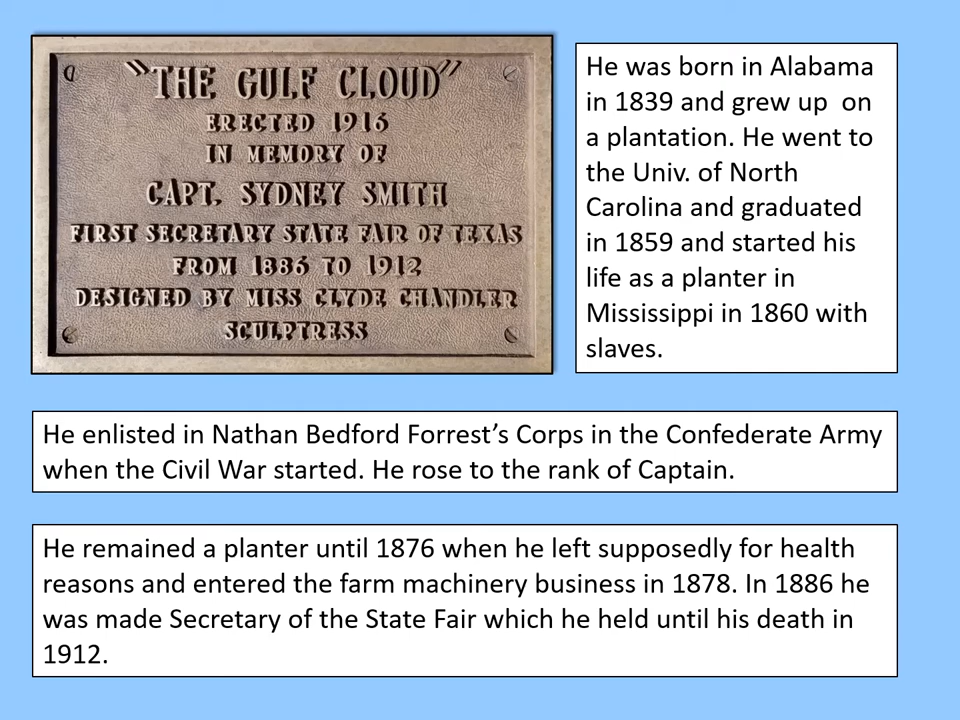 "THE GULF CLOUD"
ERECTED 1916
IN MEMORY OF
CAPT. SYDNEY SMITH
FIRST SECRETARY STATE FAIR OF TEXAS
FROM 1886 TO 1912
DESIGNED BY MISS CLYDE CHANDLER
SCULPTRESS
He was born in Alabama
in 1839 and grew up on
a plantation. He went to
the Univ. of North
Carolina and graduated
in 1859 and started his
life as a planter in
Mississippi in 1860 with
slaves.
He enlisted in Nathan Bedford Forrest’s Corps in the Confederate Army
when the Civil War started. He rose to the rank of Captain.
He remained a planter until 1876 when he left supposedly for health
reasons and entered the farm machinery business in 1878. In 1886 he
was made Secretary of the State Fair which he held until his death in
1912.